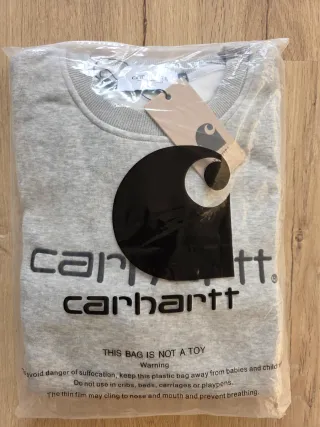 carhartt.
carhartt
THIS BAG IS NOT A TOY
Warning
avoid danger of suffocation, keep this plastic bag away from babies and child
Do not use in cribs, beds, carriages or playpens.
The thin film may cling to nose and mouth and prevent breathing.